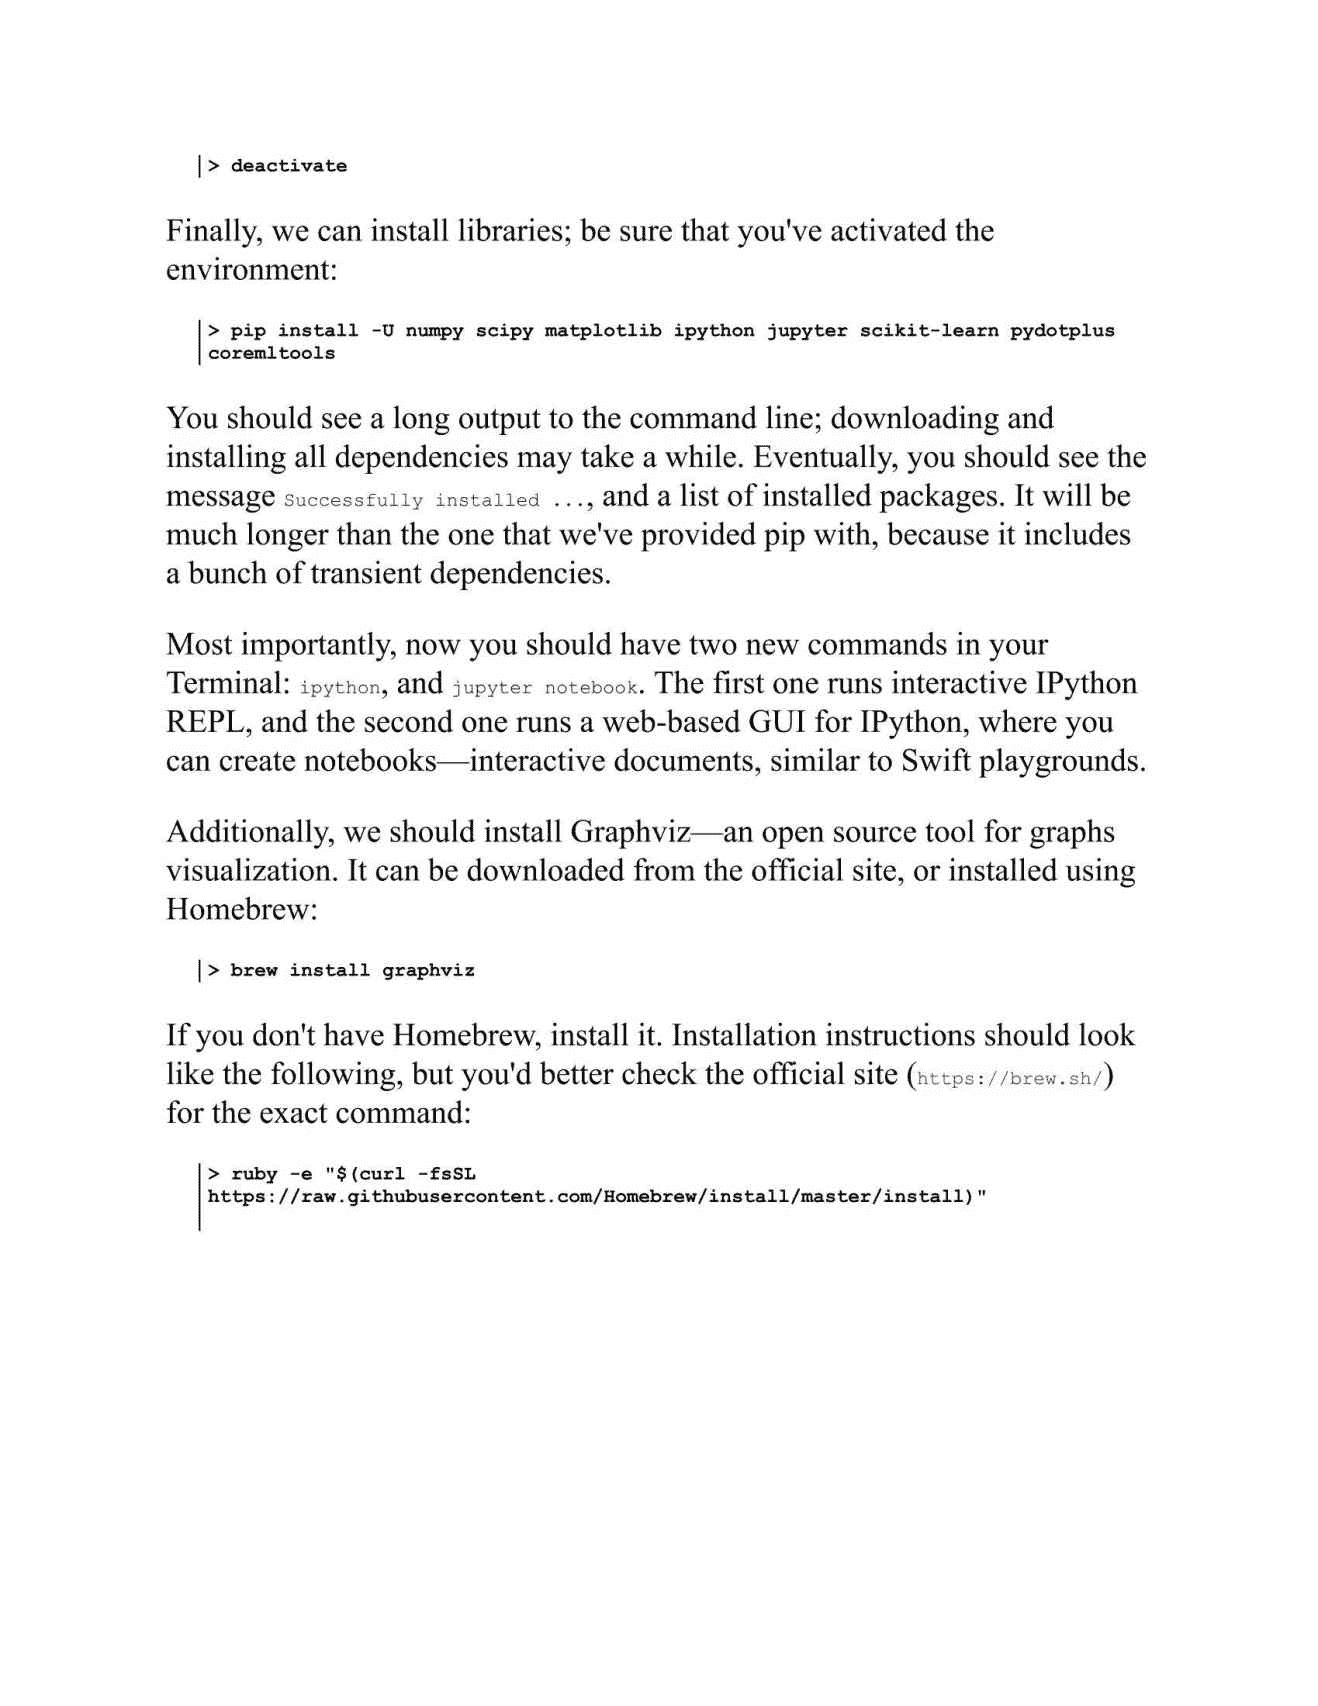 > deactivate
Finally, we can install libraries; be sure that you've activated the
environment:
> pip install -U numpy scipy matplotlib ipython jupyter scikit-learn pydotplus
coremltools
You should see a long output to the command line; downloading and
installing all dependencies may take a while. Eventually, you should see the
message Successfully installed ..., and a list of installed packages. It will be
much longer than the one that we've provided pip with, because it includes
a bunch of transient dependencies.
Most importantly, now you should have two new commands in your
Terminal: ipython, and jupyter notebook. The first one runs interactive IPython
REPL, and the second one runs a web-based GUI for IPython, where you
can create notebooks—interactive documents, similar to Swift playgrounds.
Additionally, we should install Graphviz—an open source tool for graphs
visualization. It can be downloaded from the official site, or installed using
Homebrew:
> brew install graphviz
If you don't have Homebrew, install it. Installation instructions should look
like the following, but you'd better check the official site (https://brew.sh/)
for the exact command:
> ruby -e "$(curl -fsSL
https://raw.githubusercontent.com/Homebrew/install/master/install)"